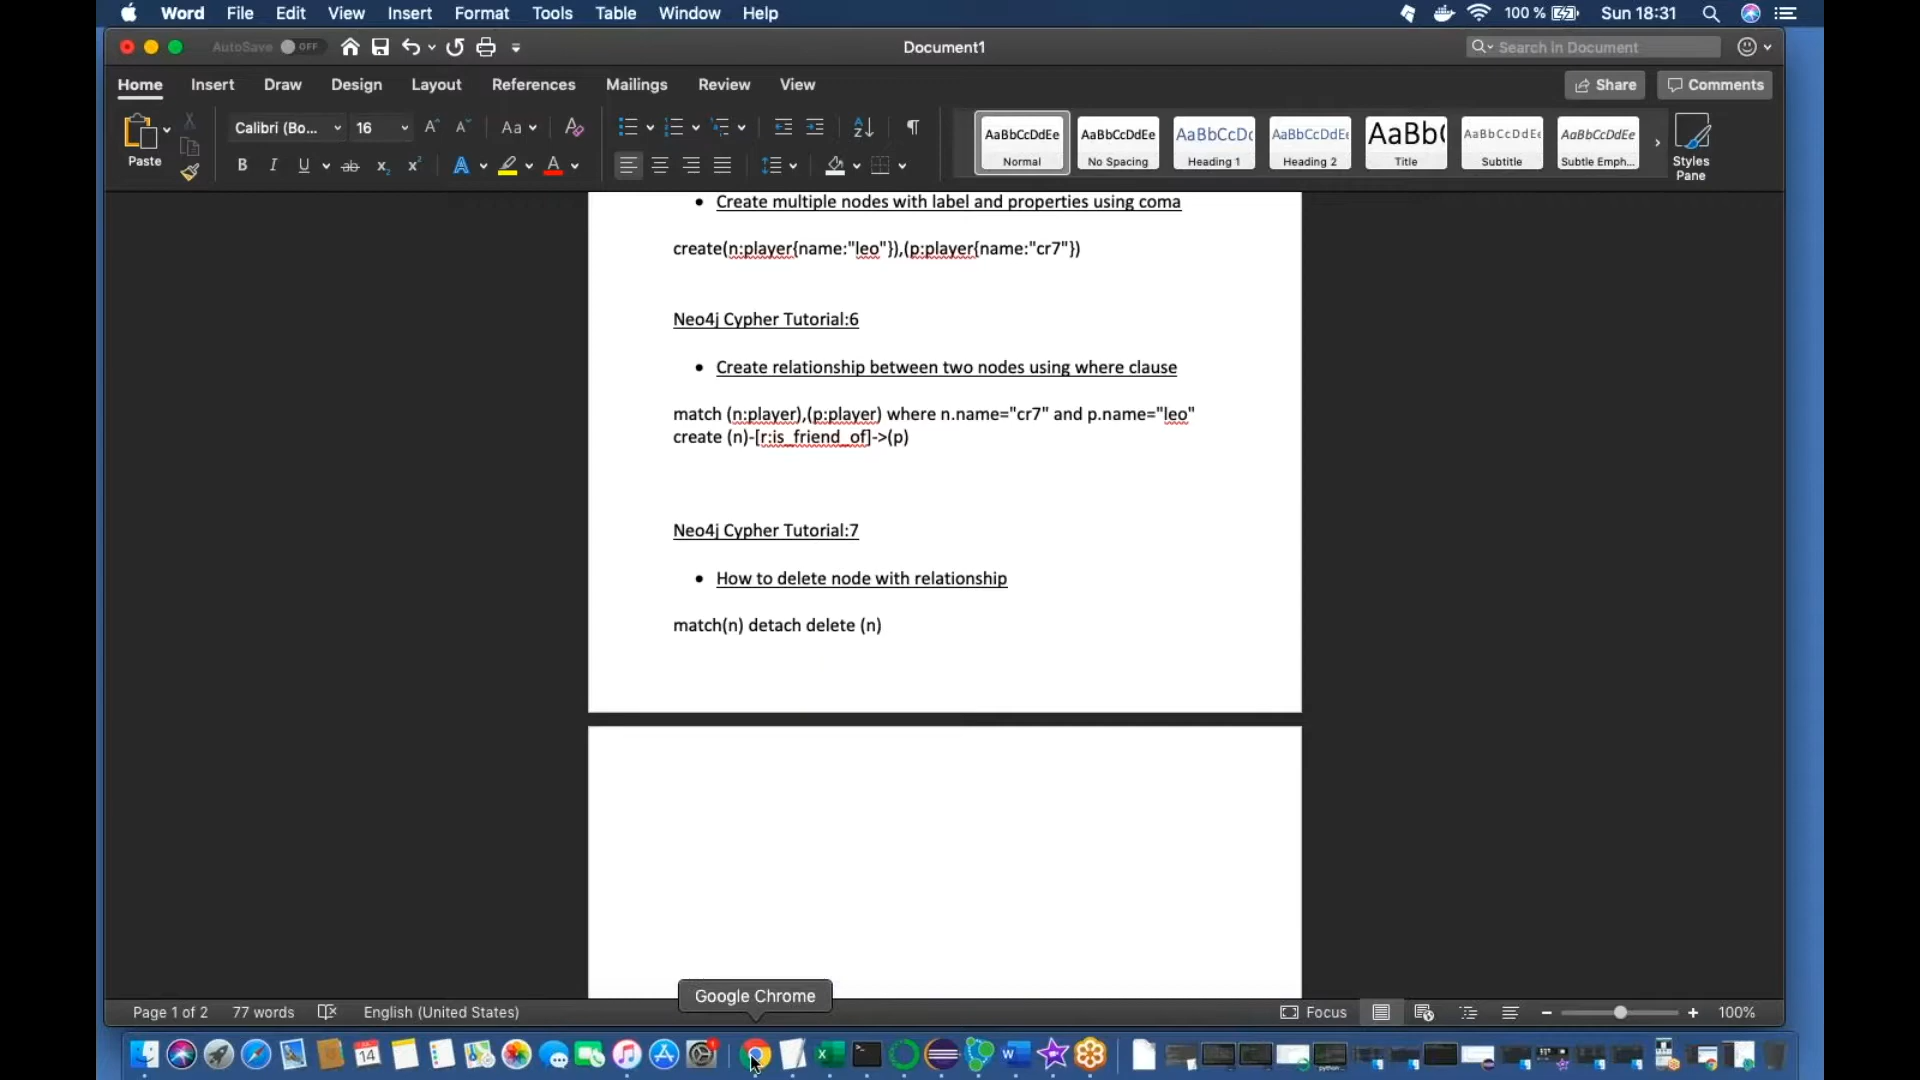 Word File Edit View Insert Format Tools Table Window Help 100 % Sun 18:31
AutoSave OFF Document1 Search in Document
Home Insert Draw Design Layout References Mailings Review View Share Comments
Paste Calibri (Bo... 16 Aa
AaBbCcDdEe AaBbCcDdEe AaBbCcDc AaBbCcDdEe AaBb( AaBbCcDdEe AaBbCcDdEe
Normal No Spacing Heading 1 Heading 2 Title Subtitle Subtle Emph... Styles Pane
• Create multiple nodes with label and properties using coma
create(n:player{name:"leo"}),(p:player{name:"cr7"})
Neo4j Cypher Tutorial:6
• Create relationship between two nodes using where clause
match (n:player),(p:player) where n.name="cr7" and p.name="leo"
create (n)-[r:is_friend_of]->(p)
Neo4j Cypher Tutorial:7
• How to delete node with relationship
match(n) detach delete (n)
Google Chrome
Page 1 of 2 77 words English (United States) Focus 100%
14